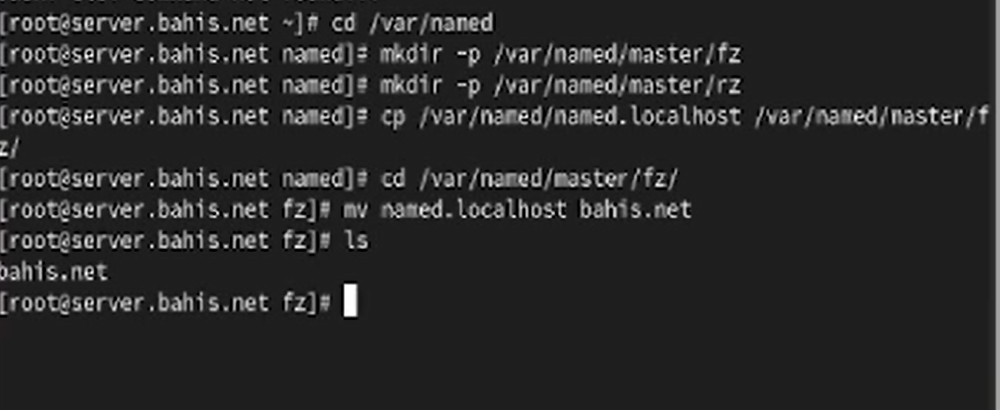 [root@server.bahis.net ~]# cd /var/named
[root@server.bahis.net named]# mkdir -p /var/named/master/fz
[root@server.bahis.net named]# mkdir -p /var/named/master/rz
[root@server.bahis.net named]# cp /var/named/named.localhost /var/named/master/f
z/
[root@server.bahis.net named]# cd /var/named/master/fz/
[root@server.bahis.net fz]# mv named.localhost bahis.net
[root@server.bahis.net fz]# ls
bahis.net
[root@server.bahis.net fz]#